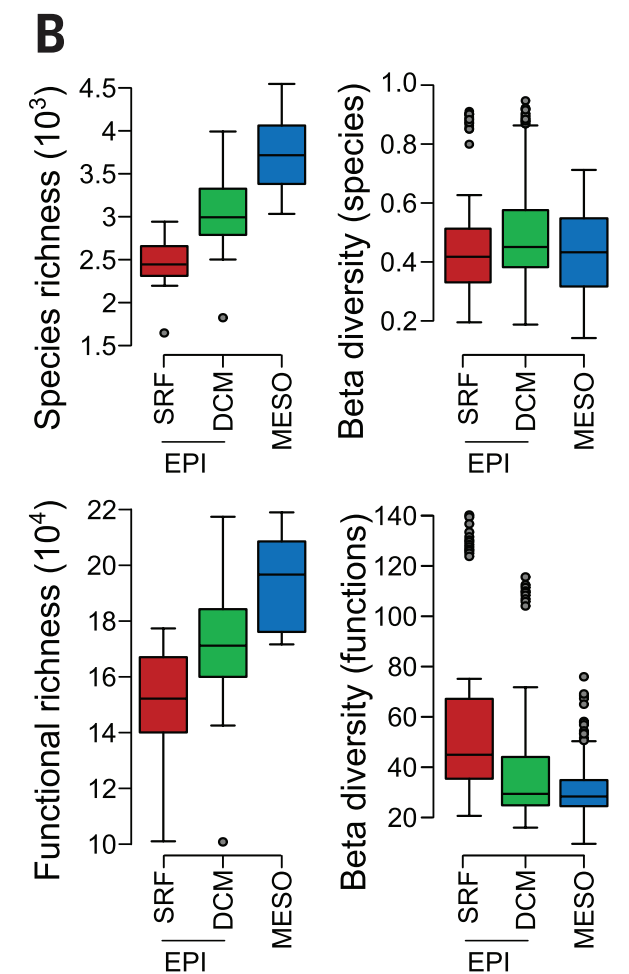 B
Species richness (10³)
4.5
4
3.5
3
2.5
2
1.5
SRF
DCM
MESO
EPI
Beta diversity (species)
1.0
0.8
0.6
0.4
0.2
SRF
DCM
MESO
EPI
Functional richness (10⁴)
22
20
18
16
14
12
10
SRF
DCM
MESO
EPI
Beta diversity (functions)
140
120
100
80
60
40
20
SRF
DCM
MESO
EPI